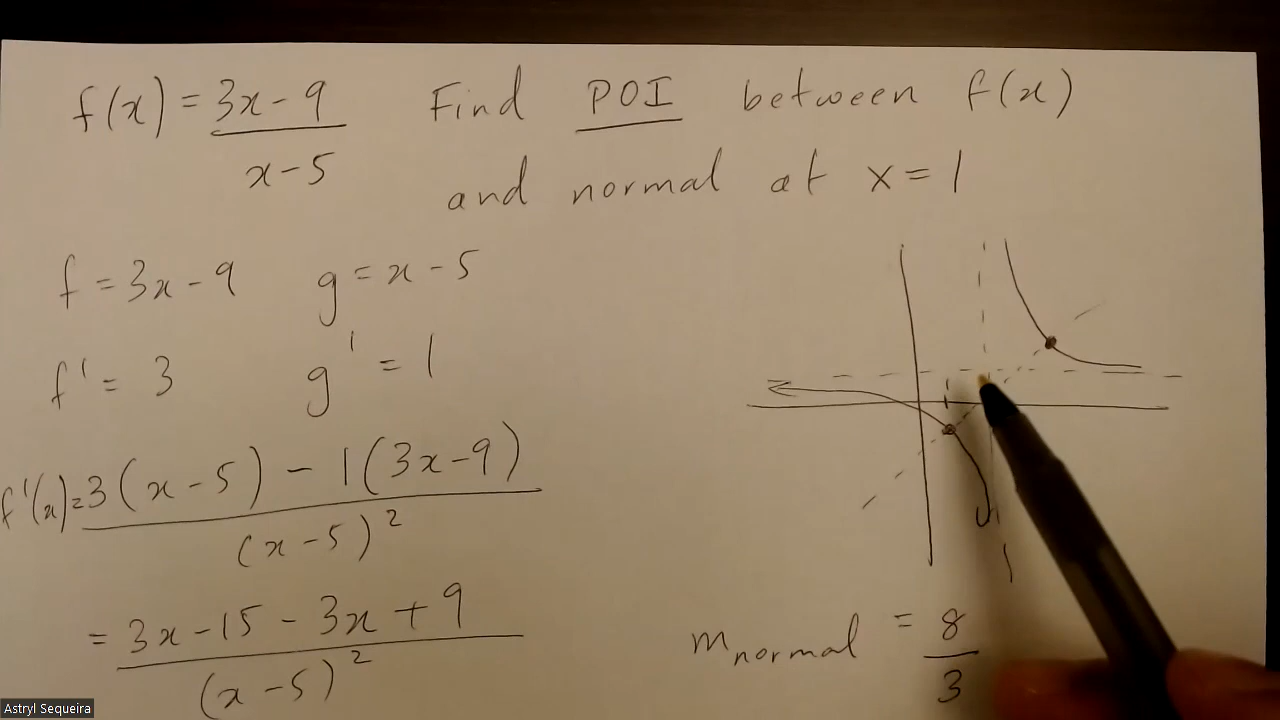 f(x) = 3x - 9 Find POI between f(x)
x - 5
and normal at x = 1
f = 3x - 9 g = x - 5
f' = 3 g' = 1
f'(x) = 3(x - 5) - 1(3x - 9)
(x - 5)²
= 3x - 15 - 3x + 9
(x - 5)²
m normal = 8
3
Astryl Sequeira